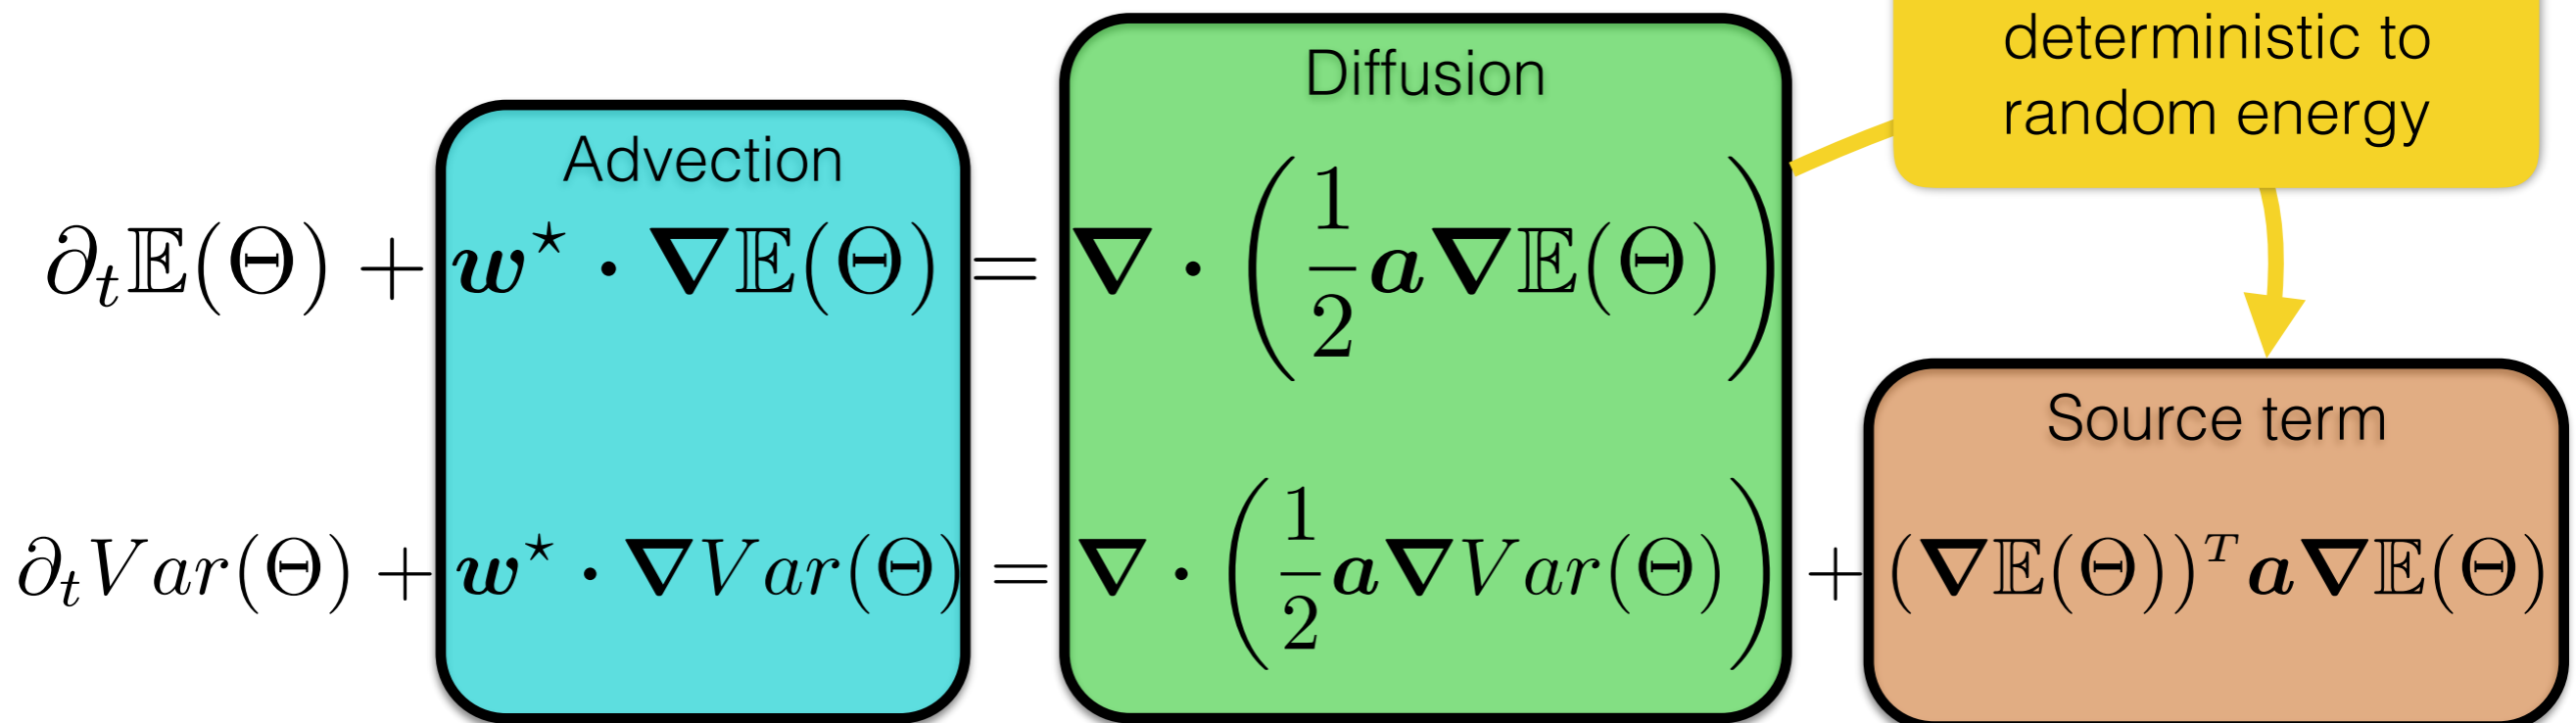 deterministic to
random energy
Diffusion
Advection
∂ₜ𝔼(Θ) + w* · ∇𝔼(Θ) = ∇ · (1/2 a∇𝔼(Θ))
Source term
∂ₜVar(Θ) + w* · ∇Var(Θ) = ∇ · (1/2 a∇Var(Θ)) + (∇𝔼(Θ))ᵀ a∇𝔼(Θ)